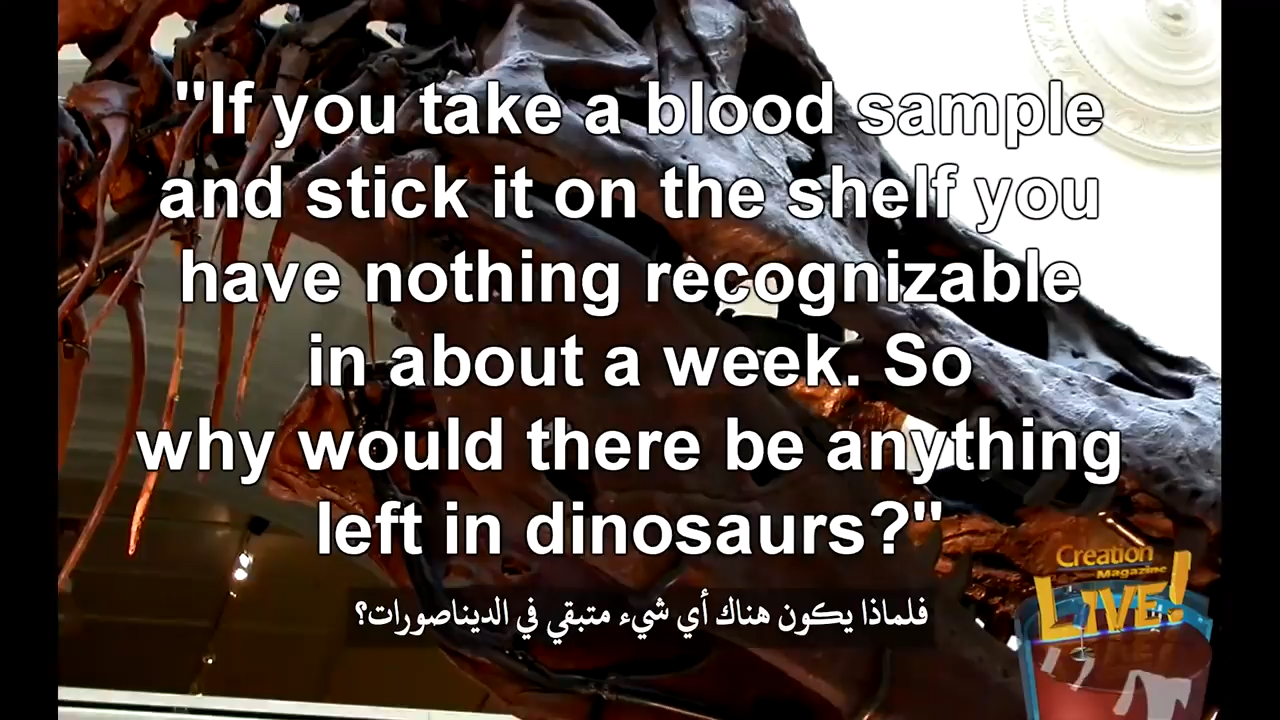 "If you take a blood sample
and stick it on the shelf you
have nothing recognizable
in about a week. So
why would there be anything
left in dinosaurs?"
فلماذا يكون هناك أي شيء متبقي في الديناصورات؟
Creation
Magazine
LIVE!